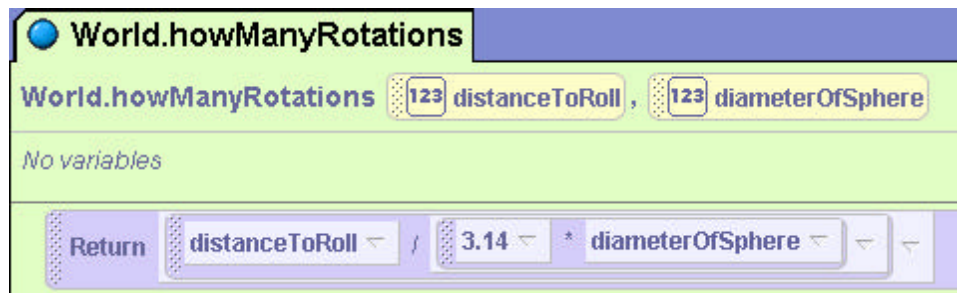 World.howManyRotations
World.howManyRotations 123 distanceToRoll , 123 diameterOfSphere
No variables
Return distanceToRoll / 3.14 * diameterOfSphere